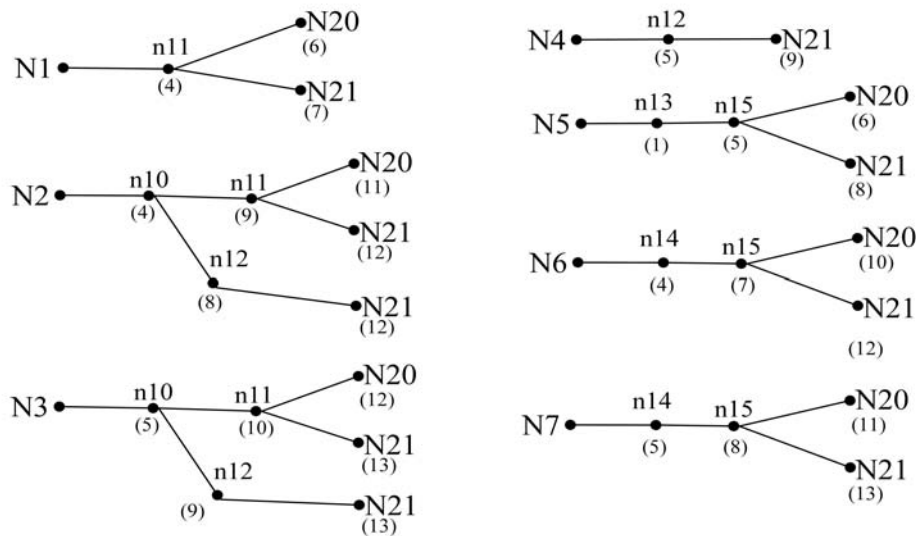 N1 n11 (4) N20 (6)
N21 (7)
N2 n10 (4) n11 (9) N20 (11)
N21 (12)
n12 (8) N21 (12)
N3 n10 (5) n11 (10) N20 (12)
N21 (13)
n12 (9) N21 (13)
N4 n12 (5) N21 (9)
N5 n13 (1) n15 (5) N20 (6)
N21 (8)
N6 n14 (4) n15 (7) N20 (10)
N21 (12)
N7 n14 (5) n15 (8) N20 (11)
N21 (13)